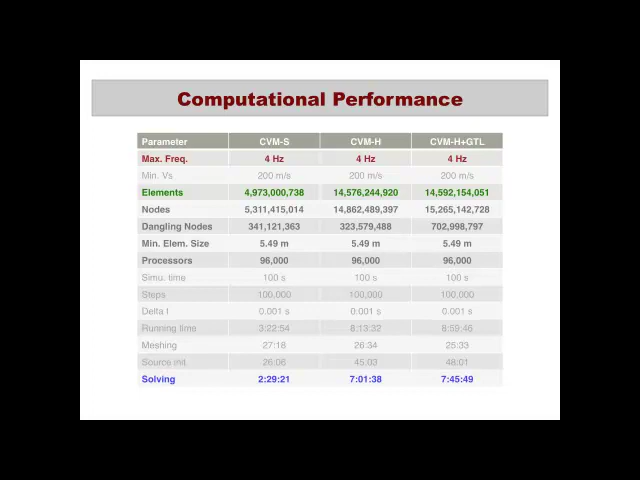 Computational Performance
Parameter CVM-S CVM-H CVM-H+GTL
Max. Freq. 4 Hz 4 Hz 4 Hz
Min. Vs 200 m/s 200 m/s 200 m/s
Elements 4,973,000,738 14,576,244,920 14,592,154,051
Nodes 5,311,415,014 14,862,489,397 15,265,142,728
Dangling Nodes 341,121,363 323,579,488 702,998,797
Min. Elem. Size 5.49 m 5.49 m 5.49 m
Processors 96,000 96,000 96,000
Simu. time 100 s 100 s 100 s
Steps 100,000 100,000 100,000
Delta t 0.001 s 0.001 s 0.001 s
Running time 3:22:54 8:13:32 8:59:46
Meshing 27:18 26:34 25:33
Source init. 26:08 45:03 48:01
Solving 2:29:21 7:01:38 7:45:49